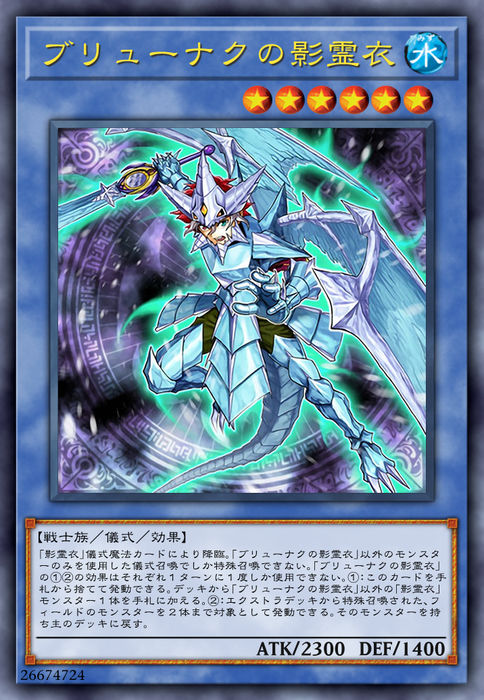 ブリューナクの影霊衣
みず
水
【戦士族／儀式／効果】
「影霊衣」儀式魔法カードにより降臨。「ブリューナクの影霊衣」以外のモンスタ
ーのみを使用した儀式召喚でしか特殊召喚できない。「ブリューナクの影霊衣」
の①②の効果はそれぞれ１ターンに１度しか使用できない。①：このカードを手
札から捨てて発動できる。デッキから「ブリューナクの影霊衣」以外の「影霊衣」
モンスター１体を手札に加える。②：エクストラデッキから特殊召喚された、フ
ィールドのモンスターを２体まで対象として発動できる。そのモンスターを持
ち主のデッキに戻す。
ATK/2300 DEF/1400
26674724